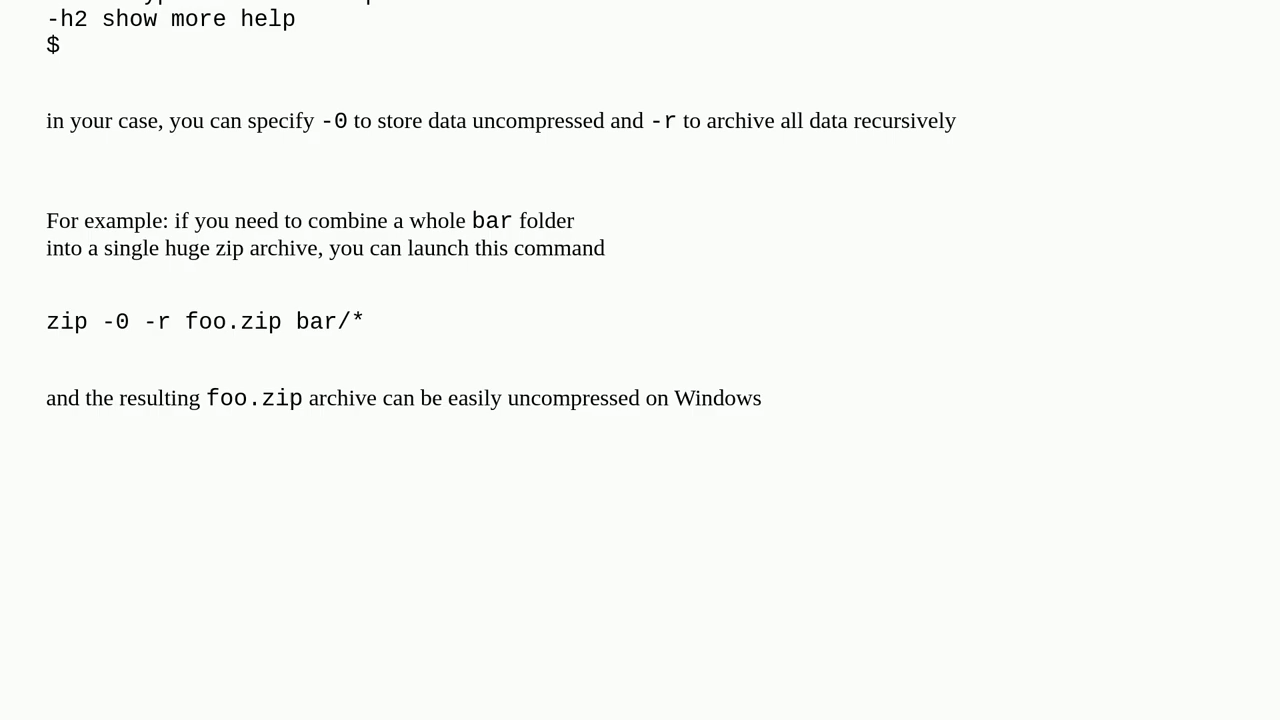 -h2 show more help
$
in your case, you can specify -0 to store data uncompressed and -r to archive all data recursively
For example: if you need to combine a whole bar folder
into a single huge zip archive, you can launch this command
zip -0 -r foo.zip bar/*
and the resulting foo.zip archive can be easily uncompressed on Windows